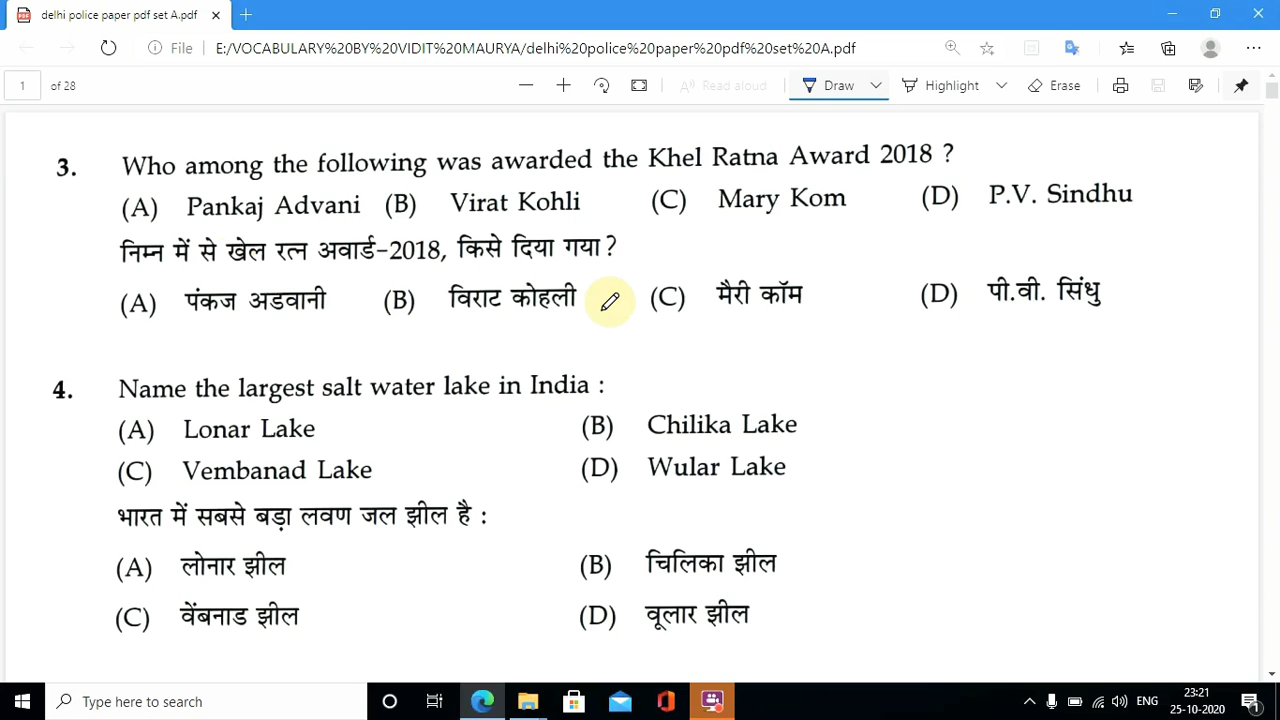 delhi police paper pdf set A.pdf
File E:/VOCABULARY%20BY%20VIDIT%20MAURYA/delhi%20police%20paper%20pdf%20set%20A.pdf
1 of 28 Read aloud Draw Highlight Erase
3. Who among the following was awarded the Khel Ratna Award 2018 ?
(A) Pankaj Advani (B) Virat Kohli (C) Mary Kom (D) P.V. Sindhu
निम्न में से खेल रत्न अवार्ड-2018, किसे दिया गया?
(A) पंकज अडवानी (B) विराट कोहली (C) मैरी कॉम (D) पी.वी. सिंधु
4. Name the largest salt water lake in India :
(A) Lonar Lake (B) Chilika Lake
(C) Vembanad Lake (D) Wular Lake
भारत में सबसे बड़ा लवण जल झील है :
(A) लोनार झील (B) चिलिका झील
(C) वेंबनाड झील (D) वूलार झील
Type here to search ENG 23:21
25-10-2020 1